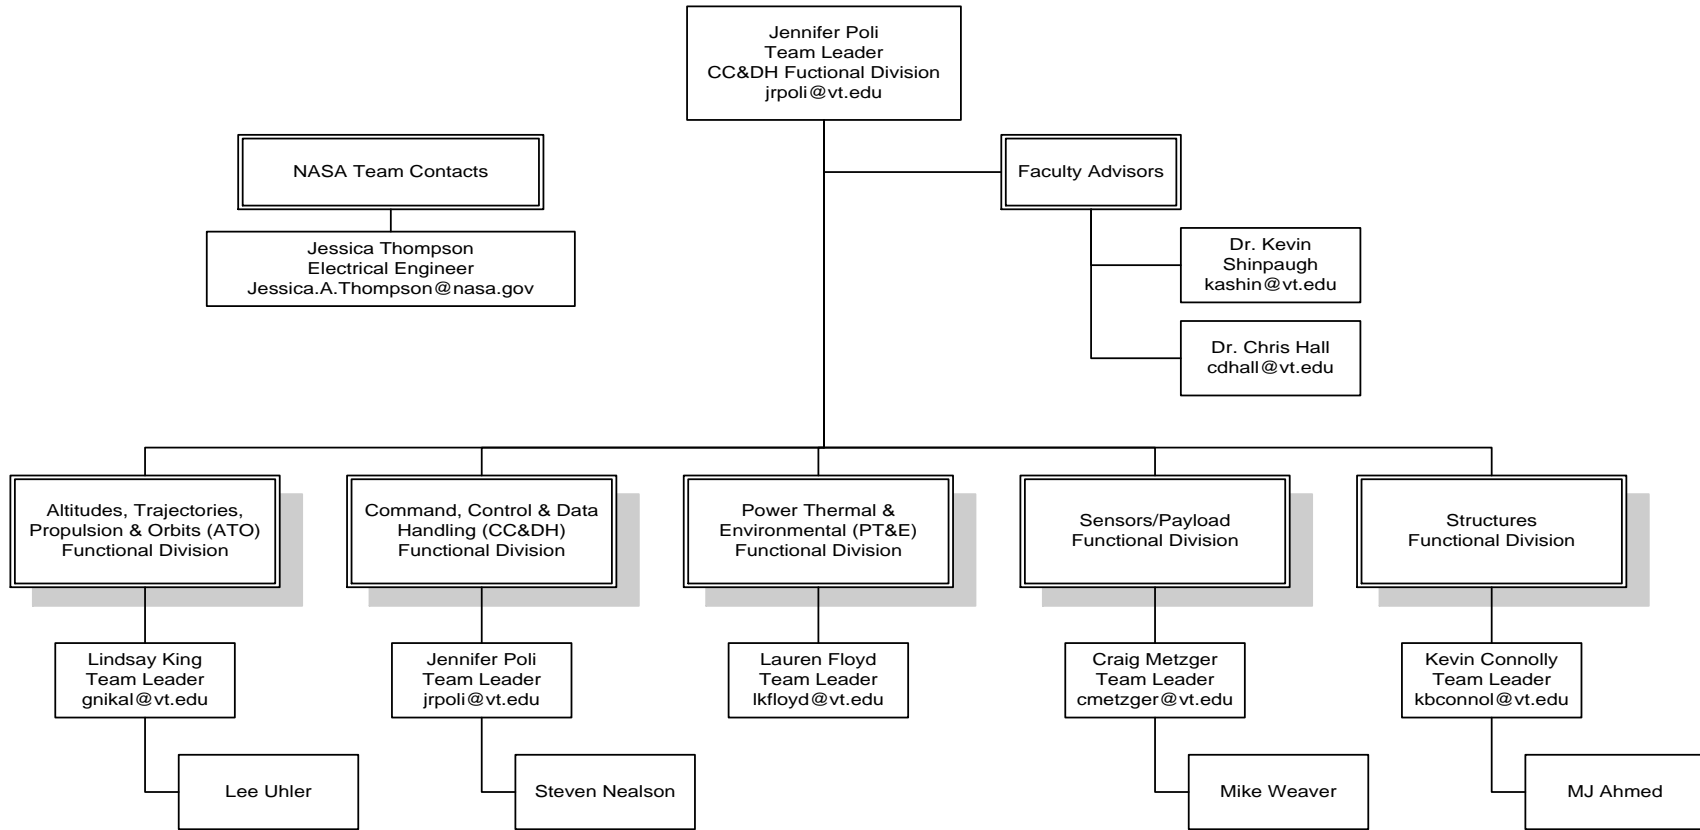 Jennifer Poli
Team Leader
CC&DH Fuctional Division
jrpoli@vt.edu
NASA Team Contacts
Faculty Advisors
Jessica Thompson
Electrical Engineer
Jessica.A.Thompson@nasa.gov
Dr. Kevin
Shinpaugh
kashin@vt.edu
Dr. Chris Hall
cdhall@vt.edu
Altitudes, Trajectories,
Propulsion & Orbits (ATO)
Functional Division
Command, Control & Data
Handling (CC&DH)
Functional Division
Power Thermal &
Environmental (PT&E)
Functional Division
Sensors/Payload
Functional Division
Structures
Functional Division
Lindsay King
Team Leader
gnikal@vt.edu
Jennifer Poli
Team Leader
jrpoli@vt.edu
Lauren Floyd
Team Leader
lkfloyd@vt.edu
Craig Metzger
Team Leader
cmetzger@vt.edu
Kevin Connolly
Team Leader
kbconnol@vt.edu
Lee Uhler
Steven Nealson
Mike Weaver
MJ Ahmed